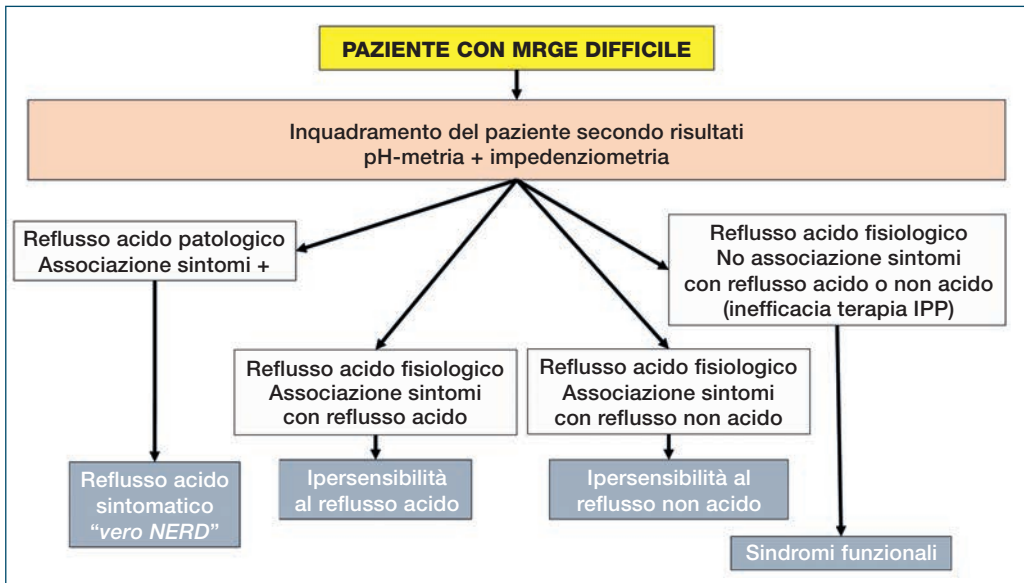 PAZIENTE CON MRGE DIFFICILE
Inquadramento del paziente secondo risultati
pH-metria + impedenziometria
Reflusso acido patologico
Associazione sintomi +
Reflusso acido fisiologico
No associazione sintomi
con reflusso acido o non acido
(inefficacia terapia IPP)
Reflusso acido fisiologico
Associazione sintomi
con reflusso acido
Reflusso acido fisiologico
Associazione sintomi
con reflusso non acido
Reflusso acido
sintomatico
“vero NERD”
Ipersensibilità
al reflusso acido
Ipersensibilità al
reflusso non acido
Sindromi funzionali